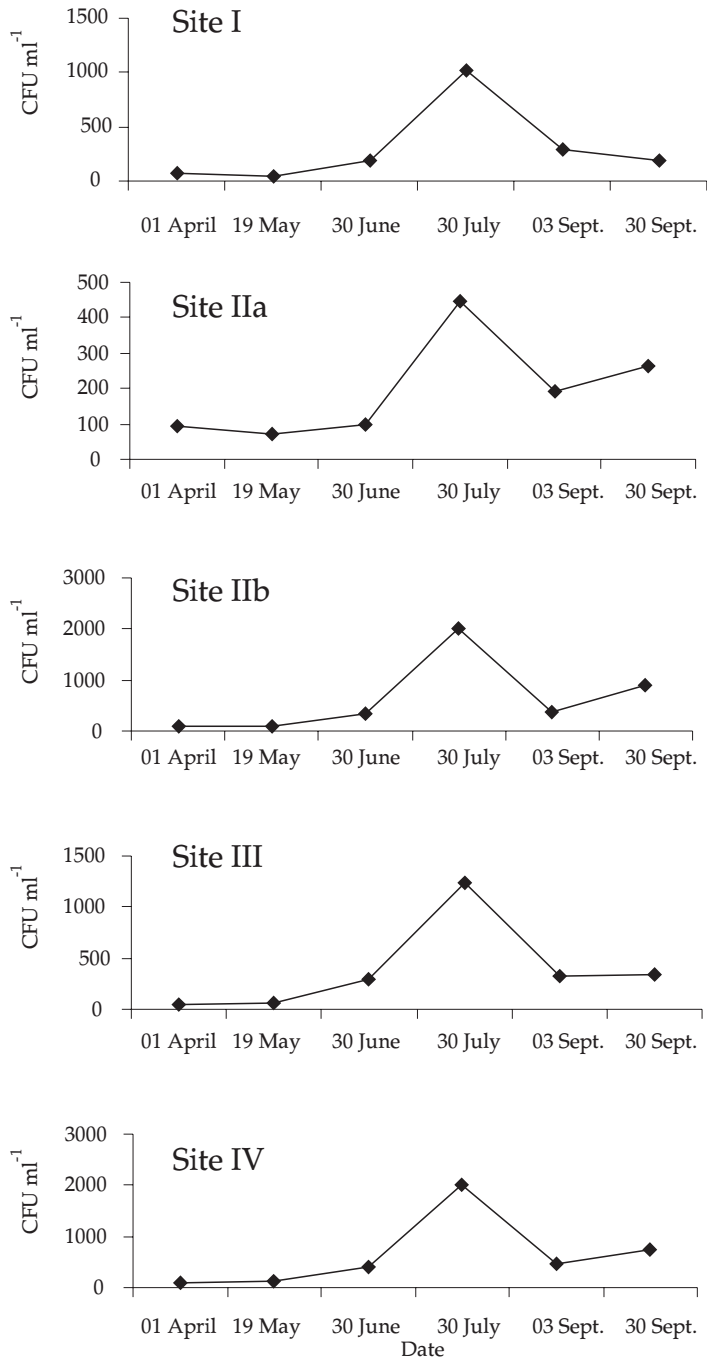 Site I
CFU ml⁻¹
1500
1000
500
0
01 April 19 May 30 June 30 July 03 Sept. 30 Sept.
Site IIa
CFU ml⁻¹
500
400
300
200
100
0
01 April 19 May 30 June 30 July 03 Sept. 30 Sept.
Site IIb
CFU ml⁻¹
3000
2000
1000
0
01 April 19 May 30 June 30 July 03 Sept. 30 Sept.
Site III
CFU ml⁻¹
1500
1000
500
0
01 April 19 May 30 June 30 July 03 Sept. 30 Sept.
Site IV
CFU ml⁻¹
3000
2000
1000
0
01 April 19 May 30 June 30 July 03 Sept. 30 Sept.
Date